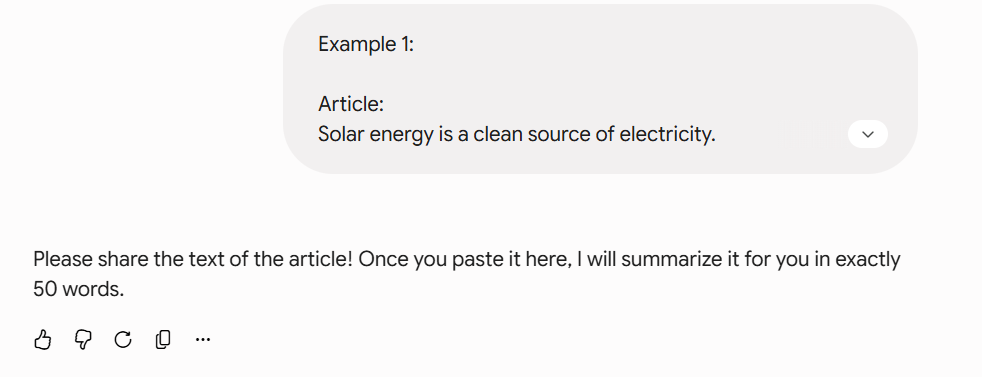 Example 1:
Article:
Solar energy is a clean source of electricity.
Please share the text of the article! Once you paste it here, I will summarize it for you in exactly
50 words.